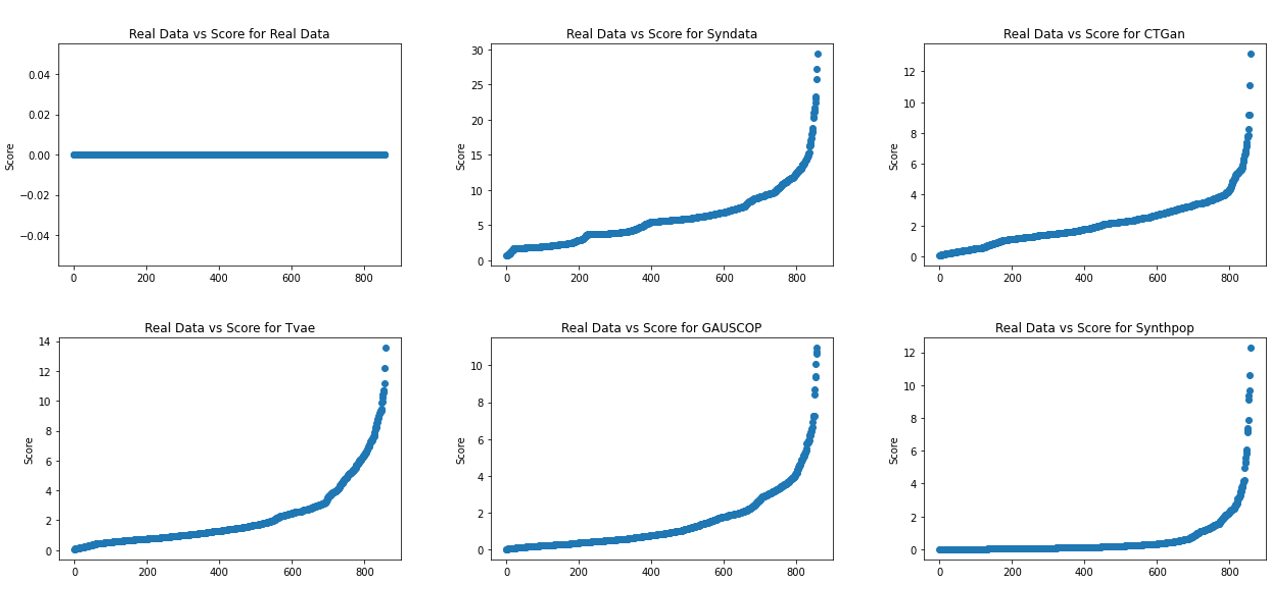 Real Data vs Score for Real Data
Score
0.04
0.02
0.00
−0.02
−0.04
0 200 400 600 800
Real Data vs Score for Syndata
Score
30
25
20
15
10
5
0
0 200 400 600 800
Real Data vs Score for CTGan
Score
12
10
8
6
4
2
0
0 200 400 600 800
Real Data vs Score for Tvae
Score
14
12
10
8
6
4
2
0
0 200 400 600 800
Real Data vs Score for GAUSCOP
Score
10
8
6
4
2
0
0 200 400 600 800
Real Data vs Score for Synthpop
Score
12
10
8
6
4
2
0
0 200 400 600 800